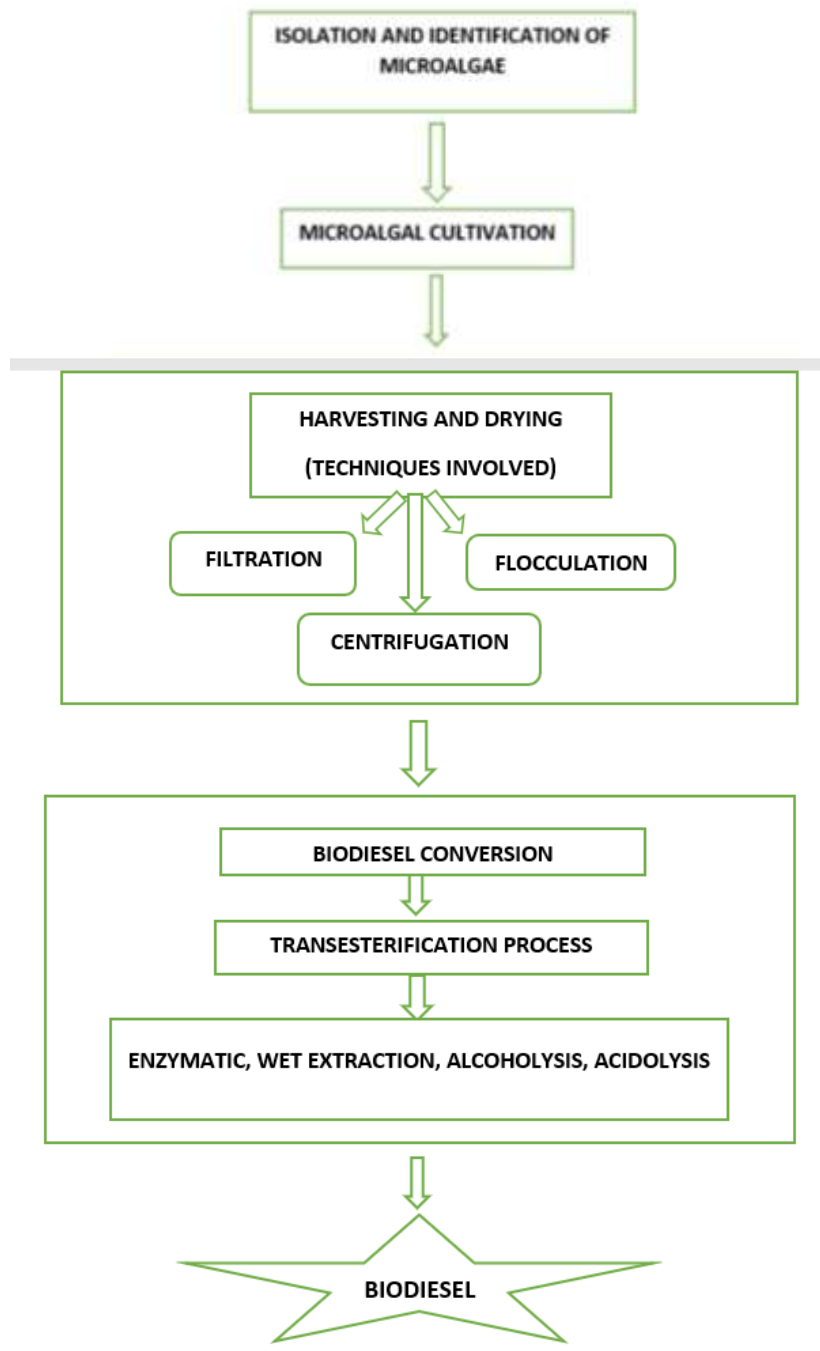 ISOLATION AND IDENTIFICATION OF
MICROALGAE
MICROALGAL CULTIVATION
HARVESTING AND DRYING
(TECHNIQUES INVOLVED)
FILTRATION
FLOCCULATION
CENTRIFUGATION
BIODIESEL CONVERSION
TRANSESTERIFICATION PROCESS
ENZYMATIC, WET EXTRACTION, ALCOHOLYSIS, ACIDOLYSIS
BIODIESEL